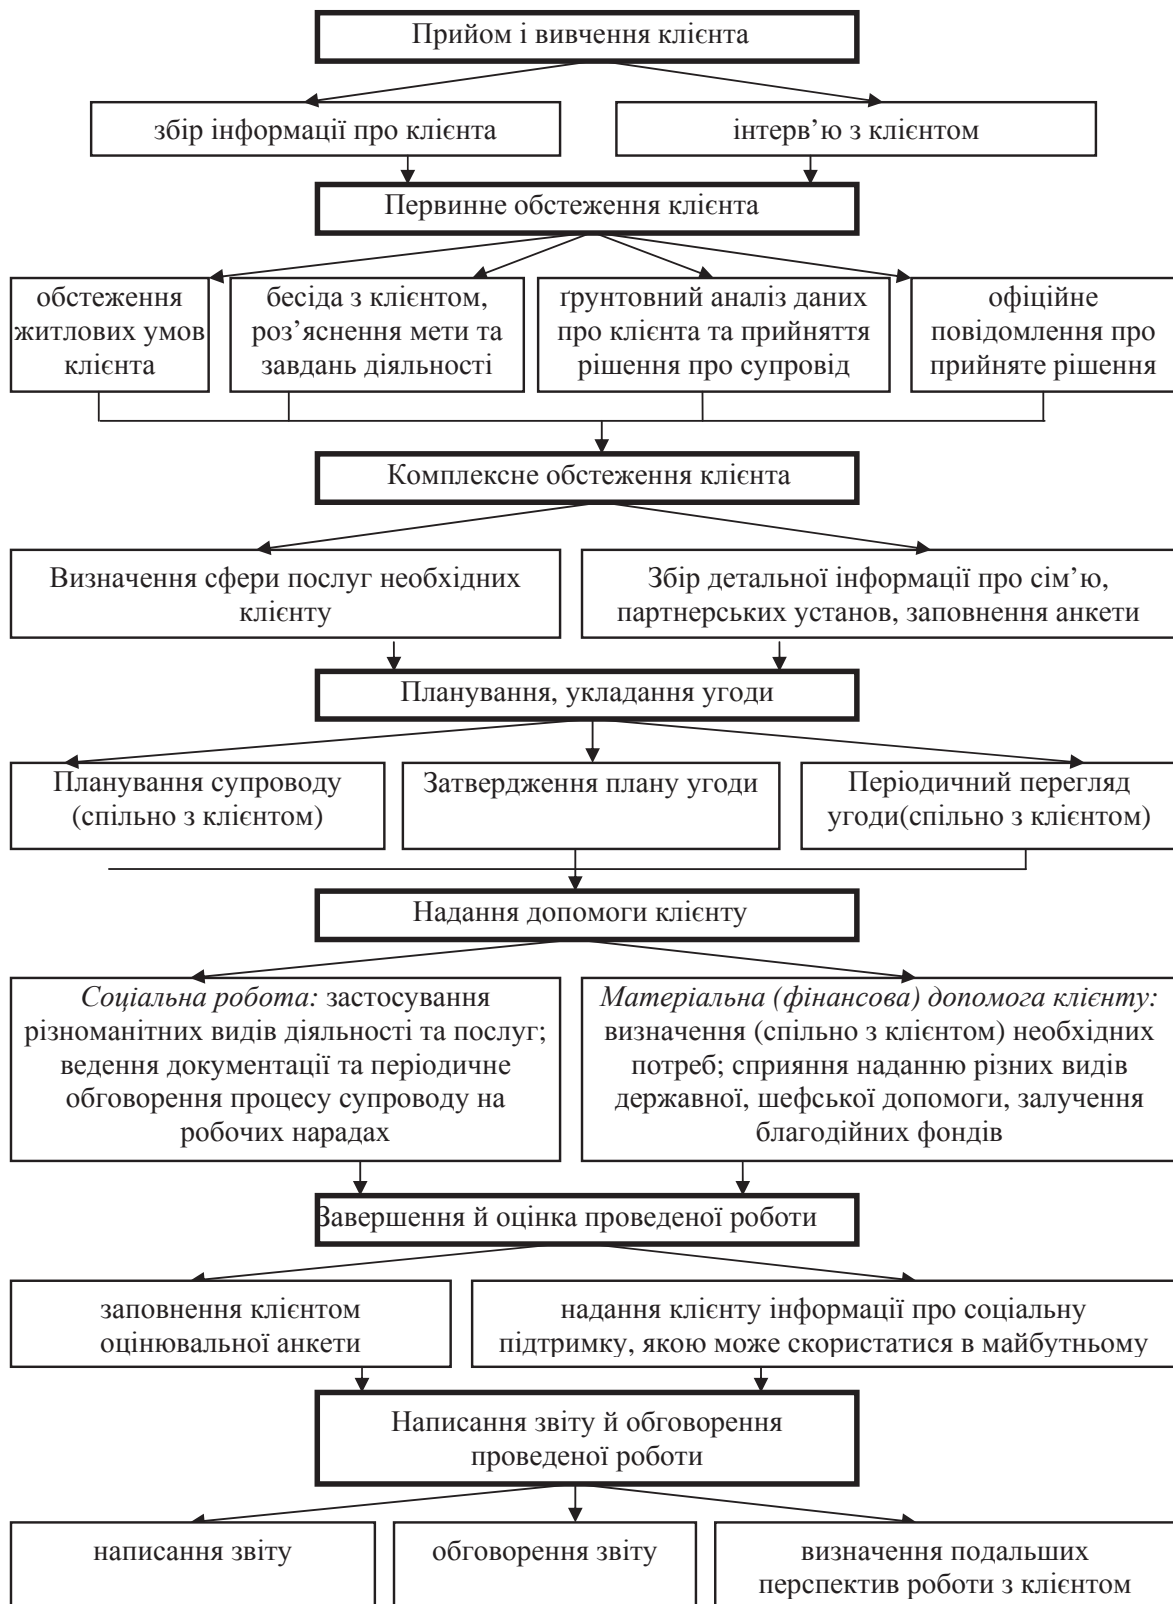 Прийом і вивчення клієнта
збір інформації про клієнта
інтерв’ю з клієнтом
Первинне обстеження клієнта
обстеження
житлових умов
клієнта
бесіда з клієнтом,
роз’яснення мети та
завдань діяльності
ґрунтовний аналіз даних
про клієнта та прийняття
рішення про супровід
офіційне
повідомлення про
прийняте рішення
Комплексне обстеження клієнта
Визначення сфери послуг необхідних
клієнту
Збір детальної інформації про сім’ю,
партнерських установ, заповнення анкети
Планування, укладання угоди
Планування супроводу
(спільно з клієнтом)
Затвердження плану угоди
Періодичний перегляд
угоди(спільно з клієнтом)
Надання допомоги клієнту
Соціальна робота: застосування
різноманітних видів діяльності та послуг;
ведення документації та періодичне
обговорення процесу супроводу на
робочих нарадах
Матеріальна (фінансова) допомога клієнту:
визначення (спільно з клієнтом) необхідних
потреб; сприяння наданню різних видів
державної, шефської допомоги, залучення
благодійних фондів
Завершення й оцінка проведеної роботи
заповнення клієнтом
оцінювальної анкети
надання клієнту інформації про соціальну
підтримку, якою може скористатися в майбутньому
Написання звіту й обговорення
проведеної роботи
написання звіту
обговорення звіту
визначення подальших
перспектив роботи з клієнтом